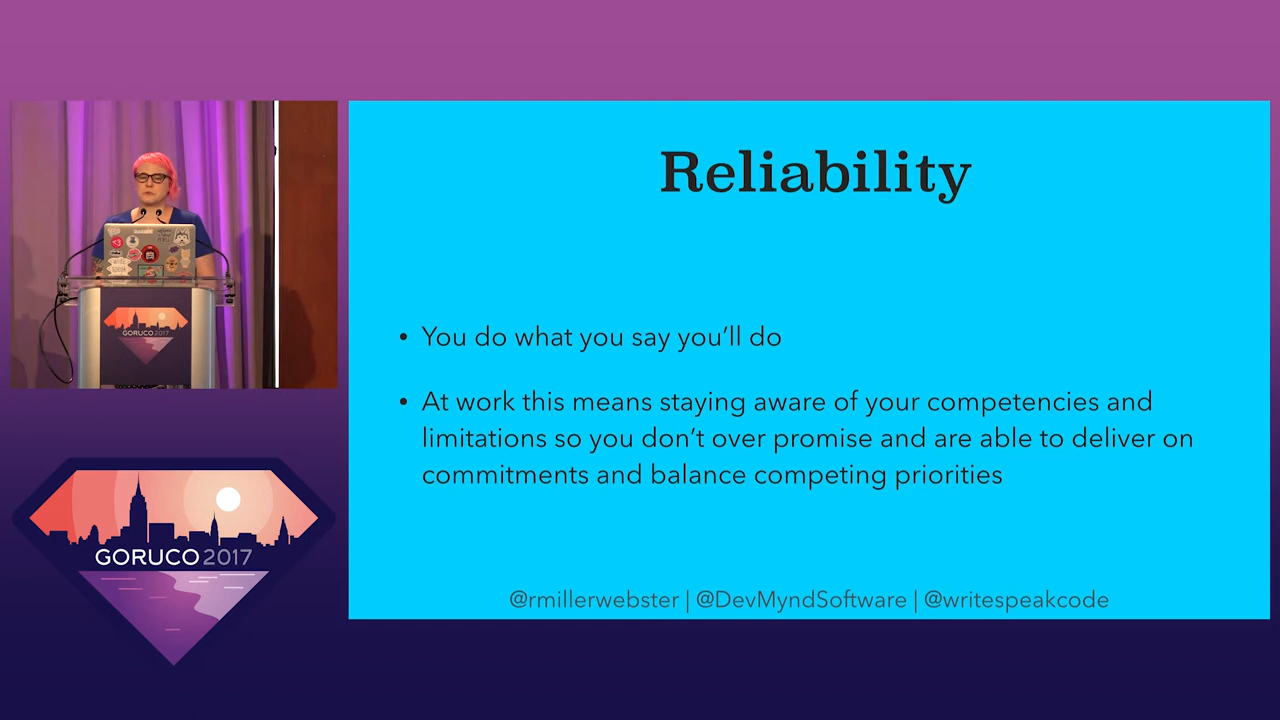 Reliability
• You do what you say you'll do
• At work this means staying aware of your competencies and
limitations so you don't over promise and are able to deliver on
commitments and balance competing priorities
@rmillerwebster | @DevMyndSoftware | @writespeakcode
GORUCO 2017
GORUCO 2017